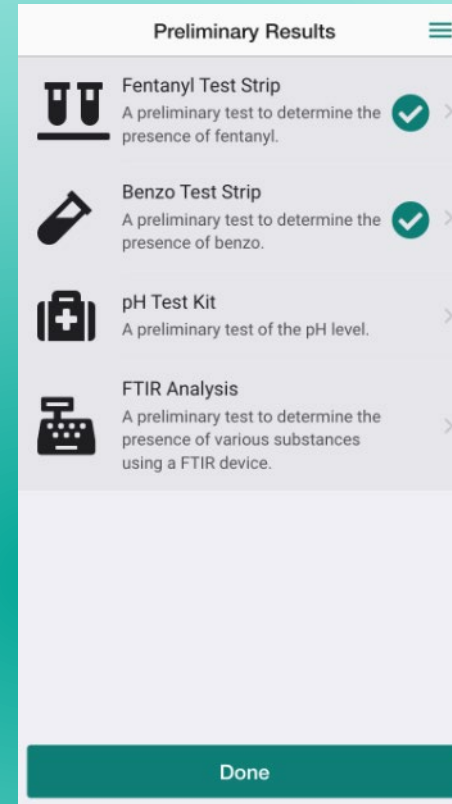 Preliminary Results
Fentanyl Test Strip
A preliminary test to determine the
presence of fentanyl.
Benzo Test Strip
A preliminary test to determine the
presence of benzo.
pH Test Kit
A preliminary test of the pH level.
FTIR Analysis
A preliminary test to determine the
presence of various substances
using a FTIR device.
Done